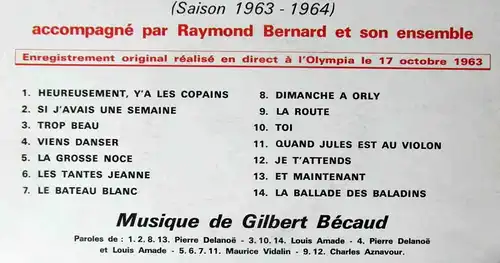 (Saison 1963 - 1964)
accompagné par Raymond Bernard et son ensemble
Enregistrement original réalisé en direct à l'Olympia le 17 octobre 1963
1. HEUREUSEMENT, Y'A LES COPAINS
2. SI J'AVAIS UNE SEMAINE
3. TROP BEAU
4. VIENS DANSER
5. LA GROSSE NOCE
6. LES TANTES JEANNE
7. LE BATEAU BLANC
8. DIMANCHE A ORLY
9. LA ROUTE
10. TOI
11. QUAND JULES EST AU VIOLON
12. JE T'ATTENDS
13. ET MAINTENANT
14. LA BALLADE DES BALADINS
Musique de Gilbert Bécaud
Paroles de : 1.2.8.13. Pierre Delanoë - 3.10.14. Louis Amade - 4. Pierre Delanoë
et Louis Amade - 5.6.7.11. Maurice Vidalin - 9.12. Charles Aznavour.